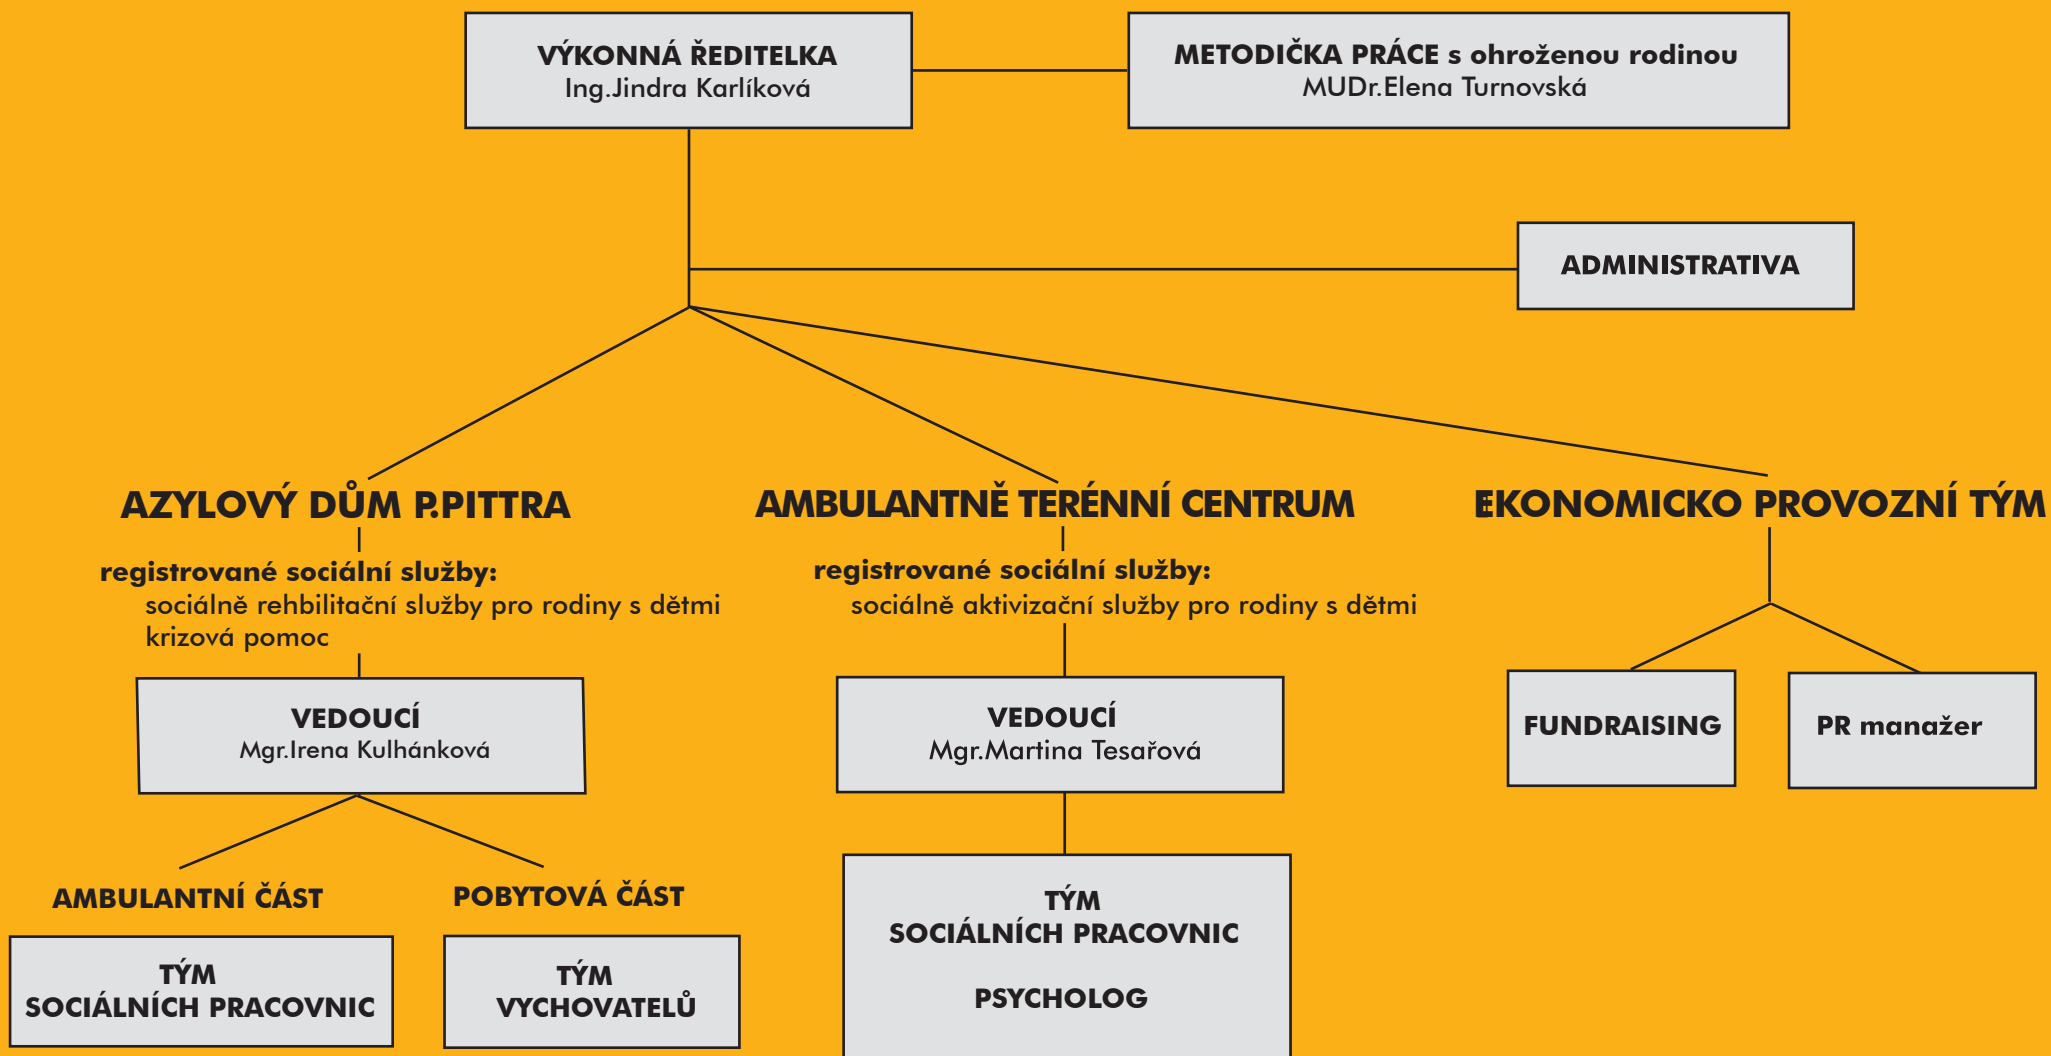 VÝKONNÁ ŘEDITELKA
Ing.Jindra Karlíková
METODIČKA PRÁCE s ohroženou rodinou
MUDr.Elena Turnovská
ADMINISTRATIVA
AZYLOVÝ DŮM P.PITTRA
registrované sociální služby:
sociálně rehbilitační služby pro rodiny s dětmi
krizová pomoc
VEDOUCÍ
Mgr.Irena Kulhánková
AMBULANTNÍ ČÁST
TÝM
SOCIÁLNÍCH PRACOVNIC
POBYTOVÁ ČÁST
TÝM
VYCHOVATELŮ
AMBULANTNĚ TERÉNNÍ CENTRUM
registrované sociální služby:
sociálně aktivizační služby pro rodiny s dětmi
VEDOUCÍ
Mgr.Martina Tesařová
TÝM
SOCIÁLNÍCH PRACOVNIC
PSYCHOLOG
EKONOMICKO PROVOZNÍ TÝM
FUNDRAISING
PR manažer